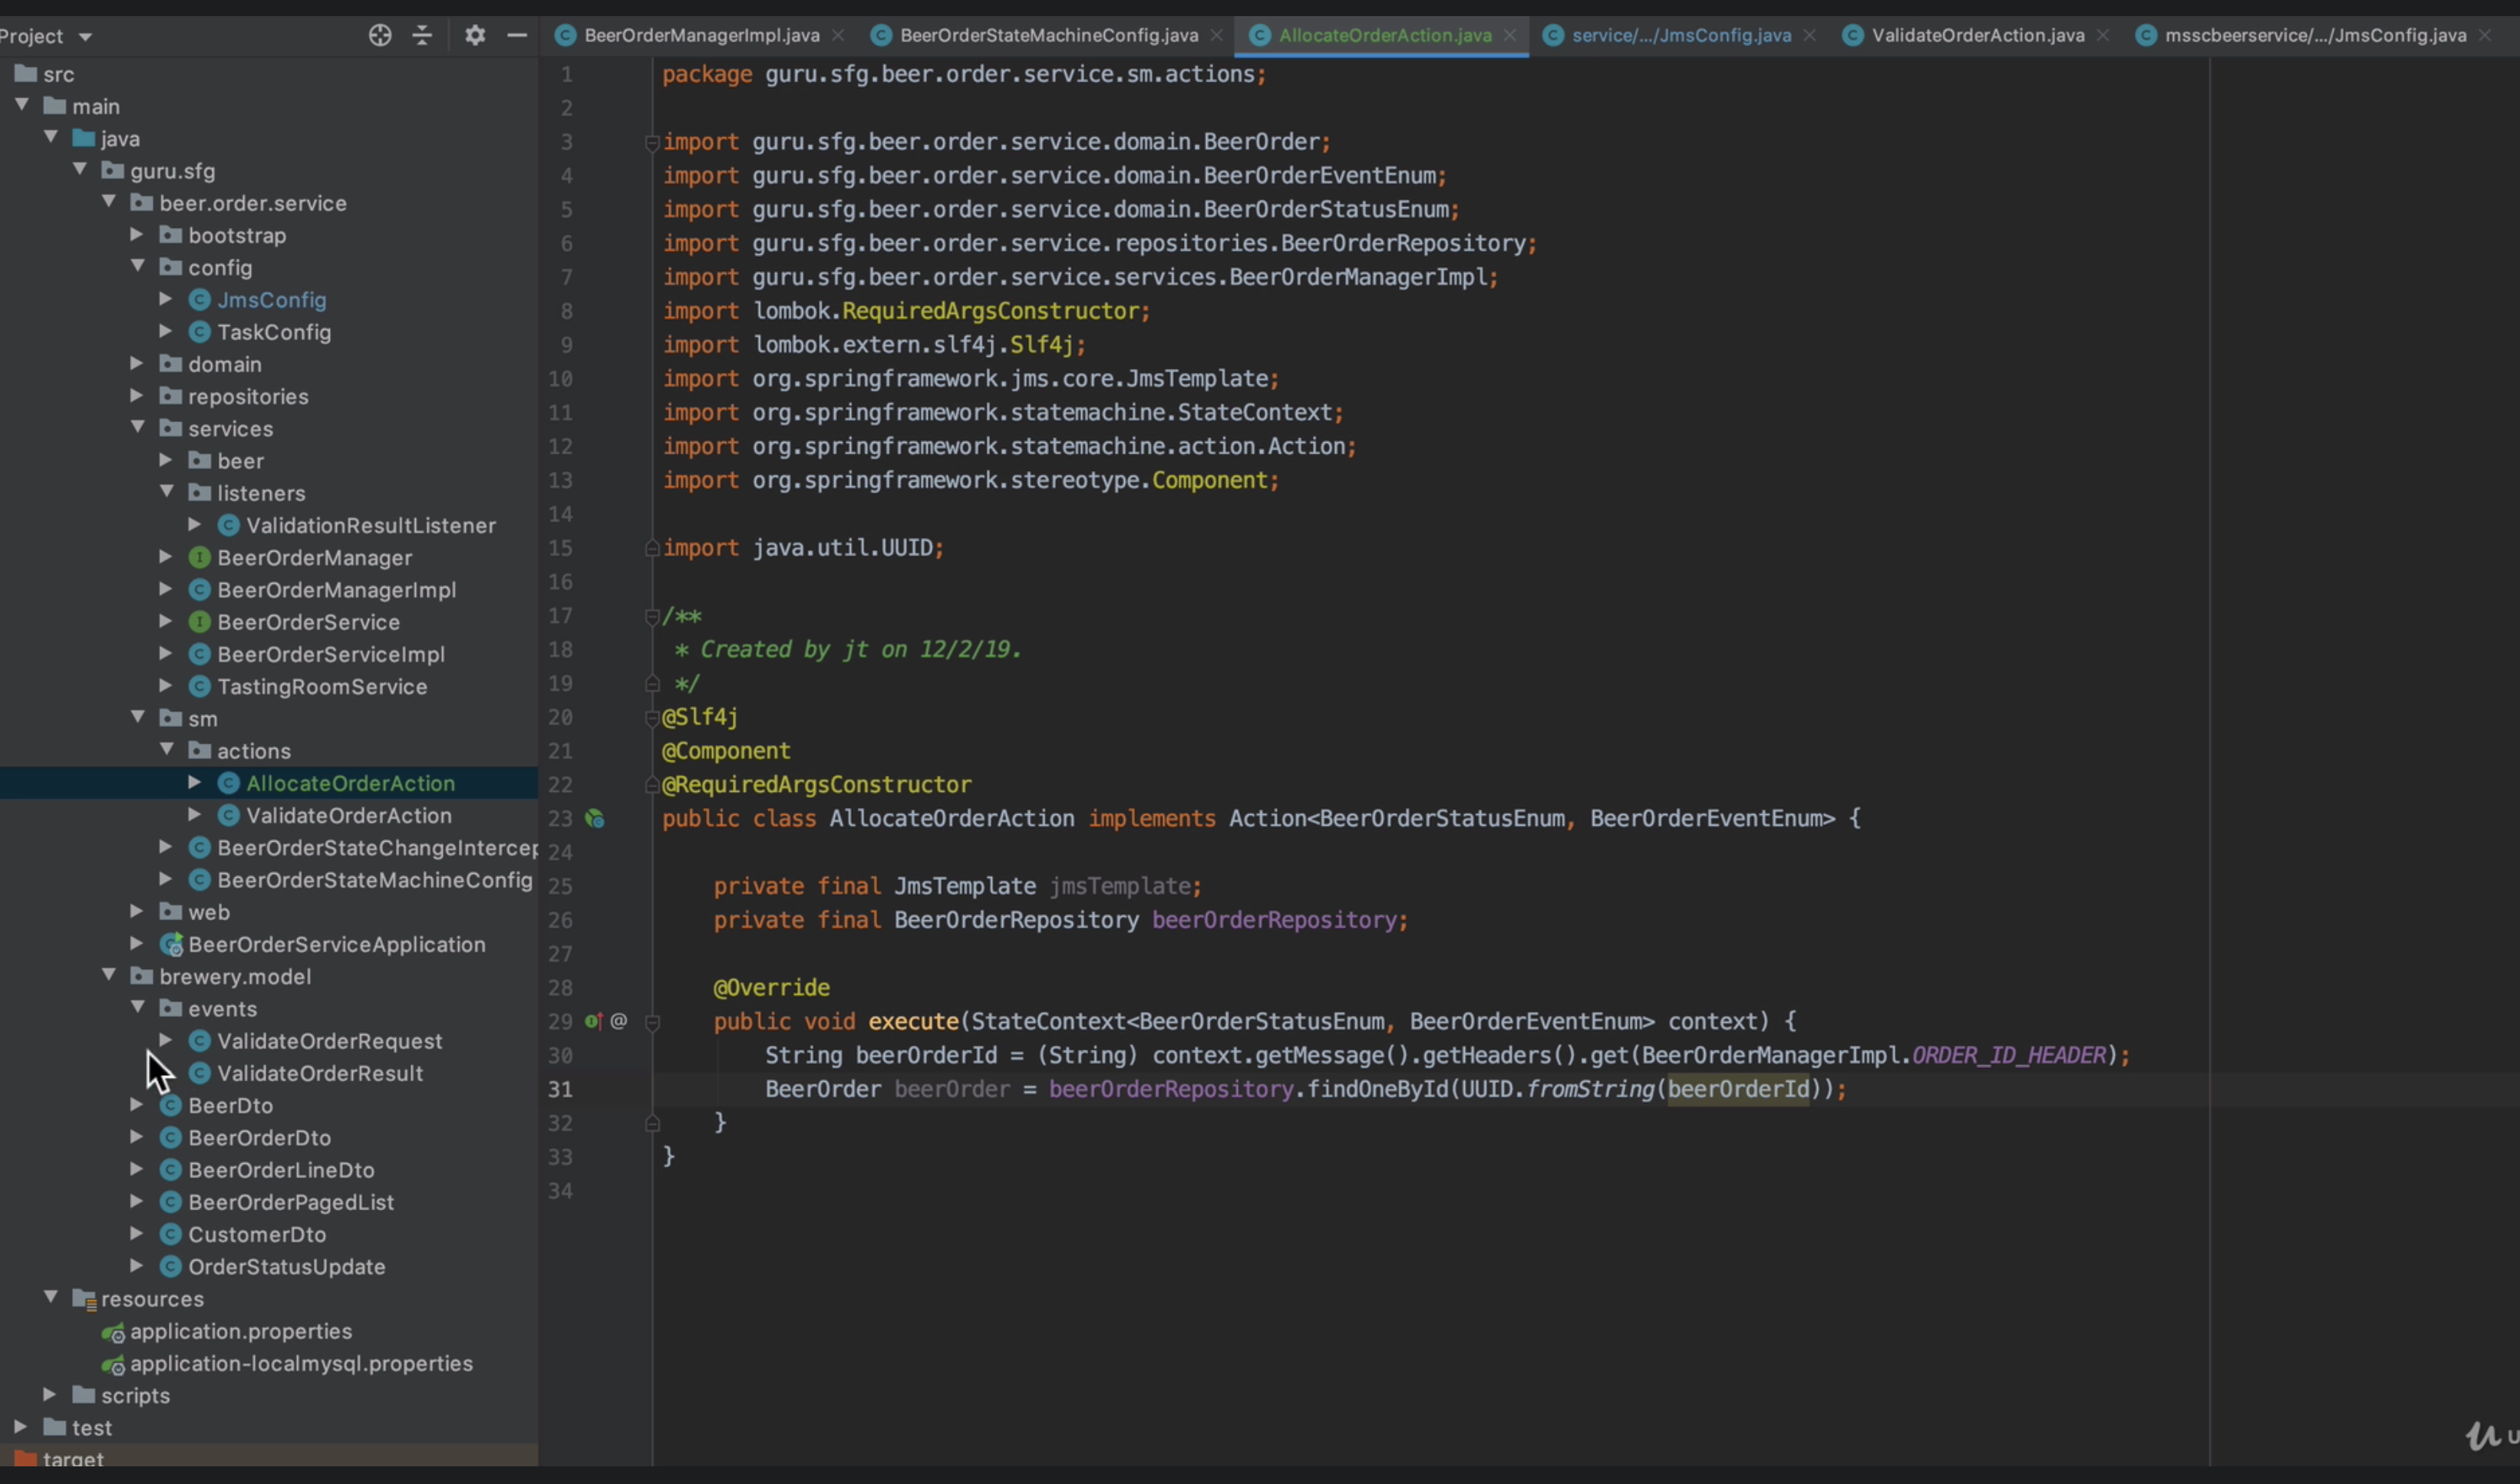 Project
BeerOrderManagerImpl.java
BeerOrderStateMachineConfig.java
AllocateOrderAction.java
service/.../JmsConfig.java
ValidateOrderAction.java
msscbeerservice/.../JmsConfig.java
src
main
java
guru.sfg
beer.order.service
bootstrap
config
JmsConfig
TaskConfig
domain
repositories
services
beer
listeners
ValidationResultListener
BeerOrderManager
BeerOrderManagerImpl
BeerOrderService
BeerOrderServiceImpl
TastingRoomService
sm
actions
AllocateOrderAction
ValidateOrderAction
BeerOrderStateChangeIntercep
BeerOrderStateMachineConfig
web
BeerOrderServiceApplication
brewery.model
events
ValidateOrderRequest
ValidateOrderResult
BeerDto
BeerOrderDto
BeerOrderLineDto
BeerOrderPagedList
CustomerDto
OrderStatusUpdate
resources
application.properties
application-localmysql.properties
scripts
test
target
1 package guru.sfg.beer.order.service.sm.actions;
2
3 import guru.sfg.beer.order.service.domain.BeerOrder;
4 import guru.sfg.beer.order.service.domain.BeerOrderEventEnum;
5 import guru.sfg.beer.order.service.domain.BeerOrderStatusEnum;
6 import guru.sfg.beer.order.service.repositories.BeerOrderRepository;
7 import guru.sfg.beer.order.service.services.BeerOrderManagerImpl;
8 import lombok.RequiredArgsConstructor;
9 import lombok.extern.slf4j.Slf4j;
10 import org.springframework.jms.core.JmsTemplate;
11 import org.springframework.statemachine.StateContext;
12 import org.springframework.statemachine.action.Action;
13 import org.springframework.stereotype.Component;
14
15 import java.util.UUID;
16
17 /**
18 * Created by jt on 12/2/19.
19 */
20 @Slf4j
21 @Component
22 @RequiredArgsConstructor
23 public class AllocateOrderAction implements Action<BeerOrderStatusEnum, BeerOrderEventEnum> {
24
25 private final JmsTemplate jmsTemplate;
26 private final BeerOrderRepository beerOrderRepository;
27
28 @Override
29 @ public void execute(StateContext<BeerOrderStatusEnum, BeerOrderEventEnum> context) {
30 String beerOrderId = (String) context.getMessage().getHeaders().get(BeerOrderManagerImpl.ORDER_ID_HEADER);
31 BeerOrder beerOrder = beerOrderRepository.findOneById(UUID.fromString(beerOrderId));
32 }
33 }
34